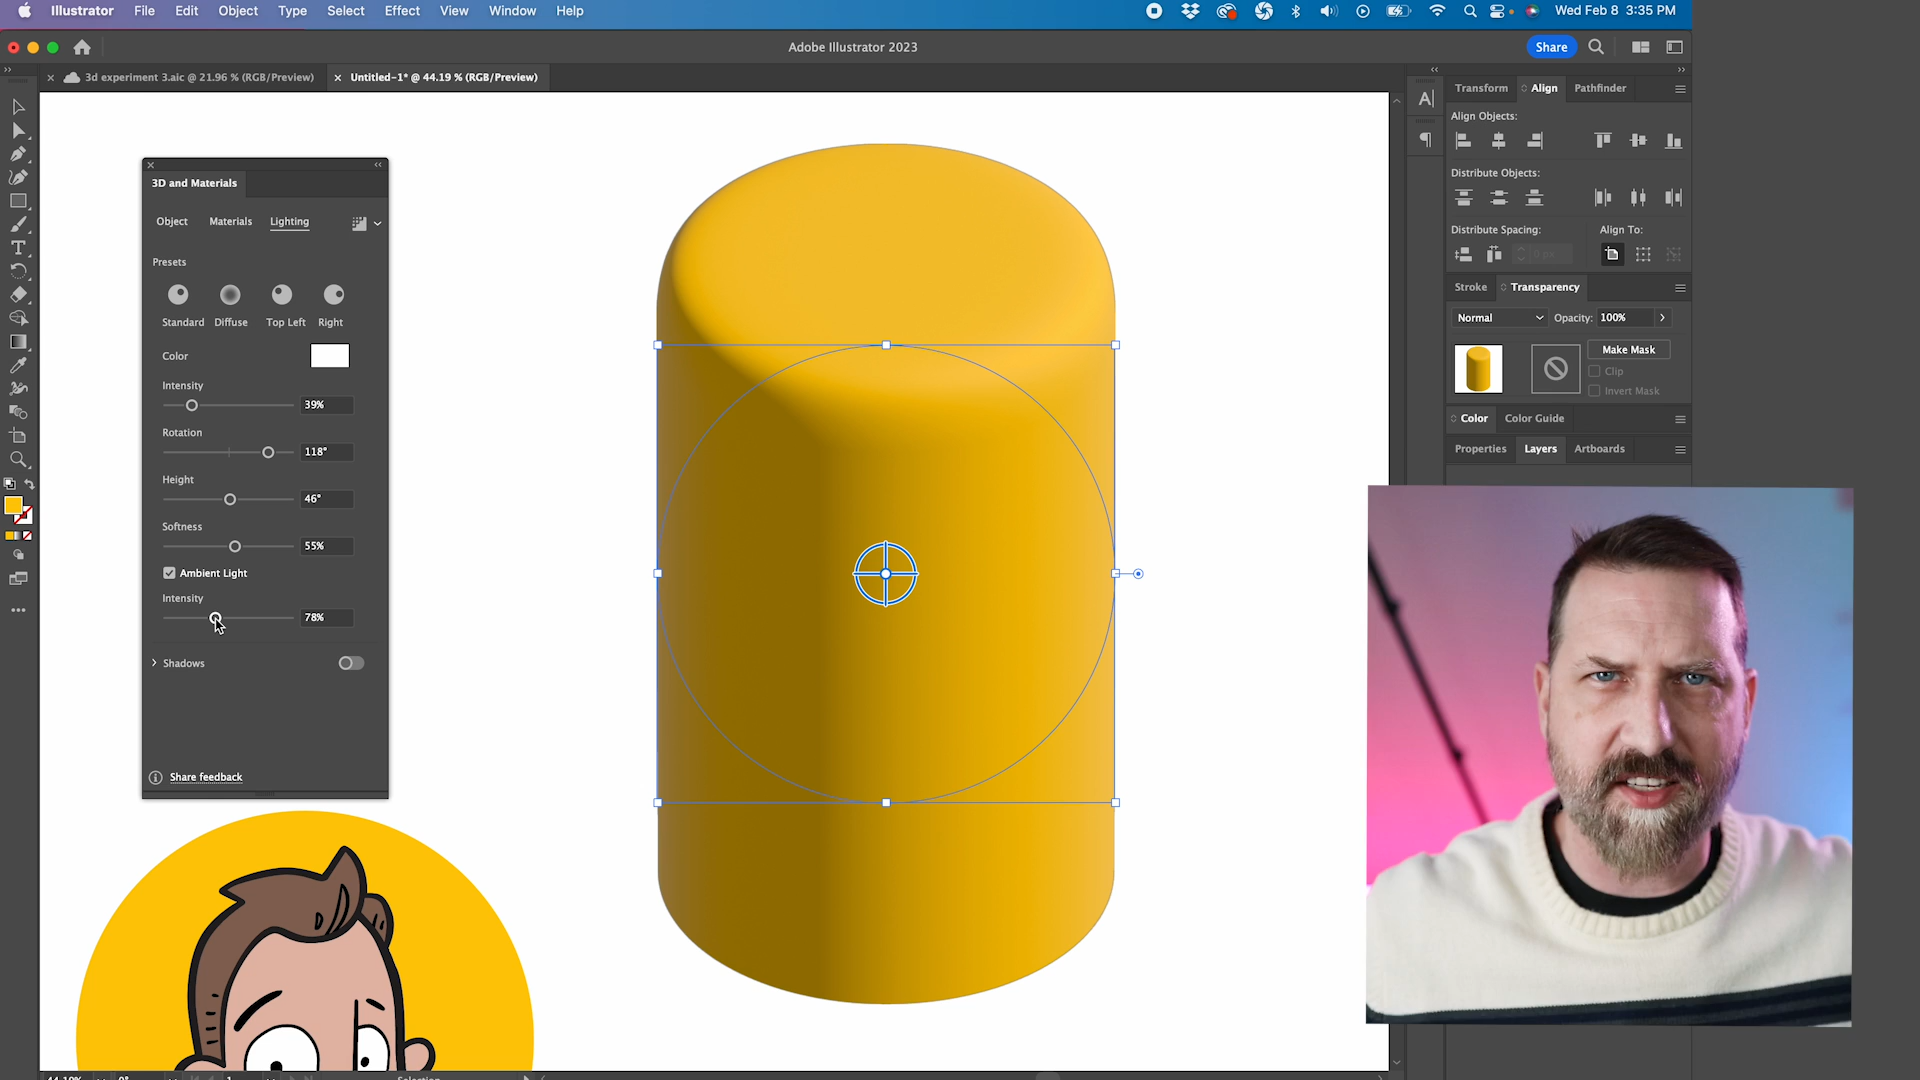 Illustrator File Edit Object Type Select Effect View Window Help
Wed Feb 8 3:35 PM
Adobe Illustrator 2023
Share
3d experiment 3.aic @ 21.96 % (RGB/Preview)
Untitled-1* @ 44.19 % (RGB/Preview)
3D and Materials
Object Materials Lighting
Presets
Standard Diffuse Top Left Right
Color
Intensity
39%
Rotation
118°
Height
46°
Softness
55%
Ambient Light
Intensity
78%
Shadows
Share feedback
Transform Align Pathfinder
Align Objects:
Distribute Objects:
Distribute Spacing: Align To:
0 px
Stroke Transparency
Normal Opacity: 100%
Make Mask
Clip
Invert Mask
Color Color Guide
Properties Layers Artboards